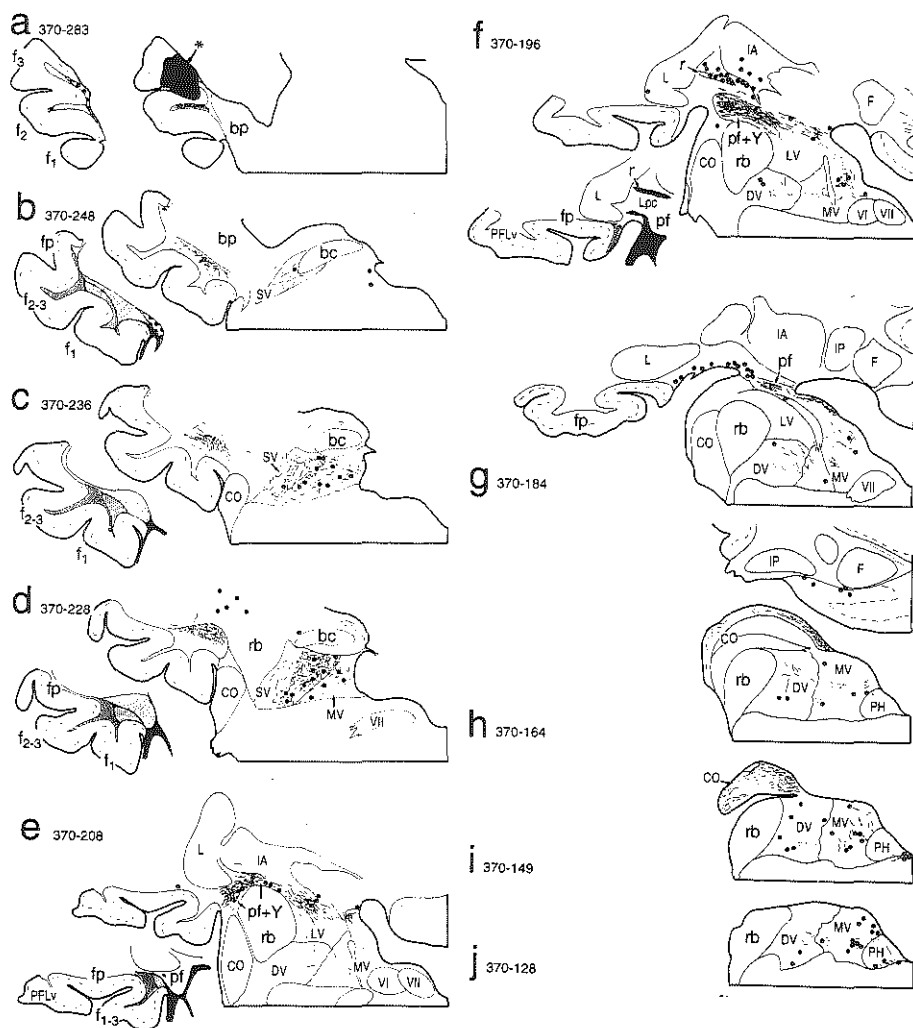 a 370-283
f3
f2
f1
*
bp
b 370-248
fp
f2-3
f1
bp
SV
bc
c 370-236
f2-3
f1
CO
SV
bc
d 370-228
fp
f2-3
f1
rb
CO
SV
bc
MV
VII
e 370-208
L
IA
pf+Y
rb
LV
CO
DV
MV
VI
VII
fp
pf
PFLv
f1-3
f 370-196
IA
r
L
F
pf+Y
CO
rb
LV
DV
MV
VI
VII
r
L
Lpc
fp
pf
PFLv
g 370-184
L
IA
IP
F
pf
fp
CO
rb
LV
DV
MV
VII
h 370-164
IP
F
CO
rb
DV
MV
PH
i 370-149
CO
rb
DV
MV
PH
j 370-128
rb
DV
MV
PH